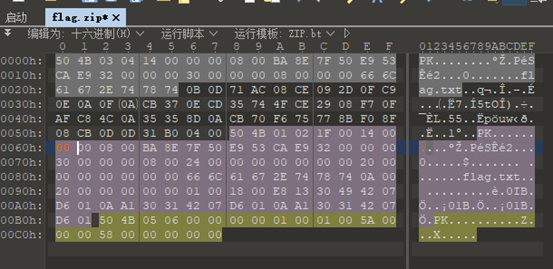 启动 flag.zip*
编辑为: 十六进制(H) 运行脚本 运行模板: ZIP.bt
0 1 2 3 4 5 6 7 8 9 A B C D E F 0123456789ABCDEF
0000h: 50 4B 03 04 14 00 00 00 08 00 BA 8E 7F 50 E9 53 PK........ºŽ.PéS
0010h: CA E9 32 00 00 00 30 00 00 00 08 00 00 00 66 6C Êé2...0.......fl
0020h: 61 67 2E 74 78 74 0B 0D 71 AC 08 CE 09 2D 0F C9 ag.txt..q¬.Î.-.É
0030h: 0E 0A 0F 0A CB 37 0E CD 35 74 4F CE 29 08 F7 0F ....Ë7.Í5tOÎ).÷.
0040h: AF C8 4C 0A 35 35 8D 0A CB 70 F6 75 77 8B F0 8F ¯ÈL.55..Ëpöuw‹ð.
0050h: 08 CB 0D 0D 31 B0 04 00 50 4B 01 02 1F 00 14 00 .Ë..1°..PK......
0060h: 00 00 08 00 BA 8E 7F 50 E9 53 CA E9 32 00 00 00 ....ºŽ.PéSÊé2...
0070h: 30 00 00 00 08 00 24 00 00 00 00 00 00 00 20 00 0.....$....... .
0080h: 00 00 00 00 00 00 66 6C 61 67 2E 74 78 74 0A 00 ......flag.txt..
0090h: 20 00 00 00 00 00 01 00 18 00 E8 13 30 49 42 07 .........è.0IB.
00A0h: D6 01 0A A1 30 31 42 07 D6 01 0A A1 30 31 42 07 Ö..¡01B.Ö..¡01B.
00B0h: D6 01 50 4B 05 06 00 00 00 00 01 00 01 00 5A 00 Ö.PK..........Z.
00C0h: 00 00 58 00 00 00 00 00 ..X.....